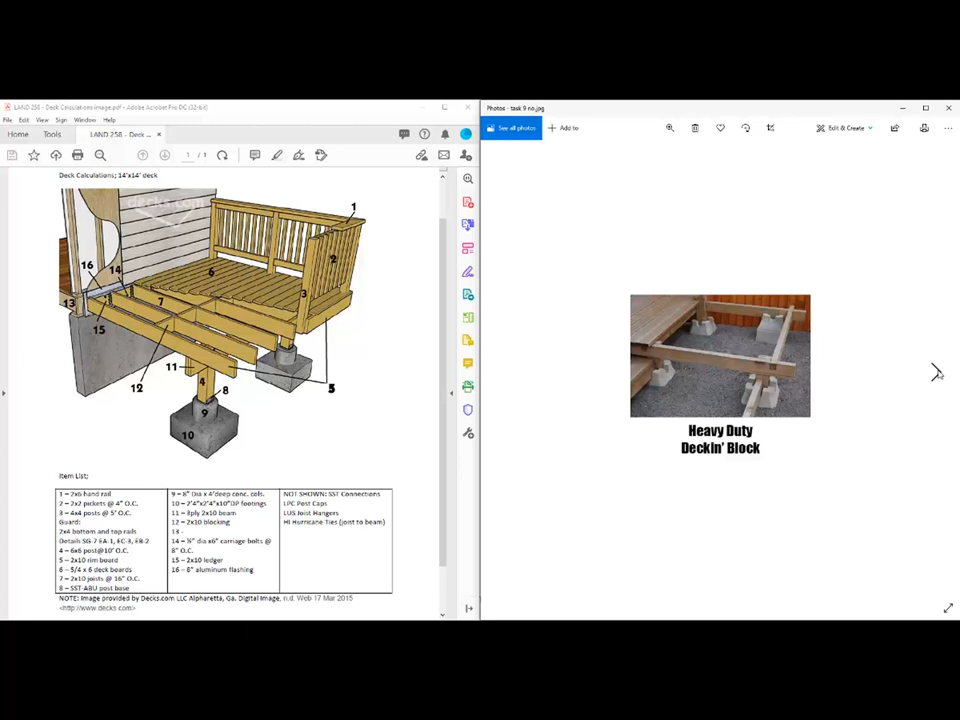 LAND 258 - Deck Calculations image.pdf - Adobe Acrobat Pro DC (32-bit)
File Edit View Sign Window Help
Home Tools LAND 258 - Deck ... ×
1 / 1
Deck Calculations; 14'x14' deck
decks.com
1
2
3
6
16
14
7
13
15
12
11
4
8
5
9
10
Item List;
1 – 2x6 hand rail
2 – 2x2 pickets @ 4" O.C.
3 – 4x4 posts @ 5' O.C.
Guard:
2x4 bottom and top rails
Details SG-7 EA-1, EC-3, EB-2
4 – 6x6 post@10' O.C.
5 – 2x10 rim board
6 – 5/4 x 6 deck boards
7 – 2x10 joists @ 16" O.C.
8 – SST-ABU post base
9 – 8" Dia x 4'deep conc. cols.
10 – 2'4"x2'4"x10"DP footings
11 – 3ply 2x10 beam
12 – 2x10 blocking
13 -
14 – ½" dia x6" carriage bolts @
8" O.C.
15 – 2x10 ledger
16 – 8" aluminum flashing
NOT SHOWN: SST Connections
LPC Post Caps
LUS Joist Hangers
HI Hurricane Ties (joist to beam)
NOTE: Image provided by Decks.com LLC Alpharetta, Ga. Digital Image, n.d. Web 17 Mar 2015
<http://www.decks.com>
Photos - task 9 no.jpg
See all photos
Add to
Edit & Create
Heavy Duty
Deckin' Block